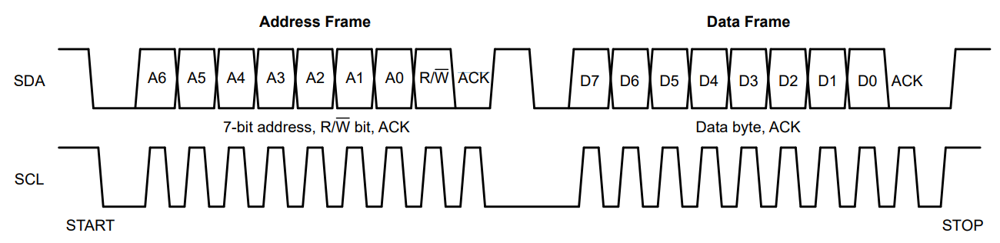 Address Frame
Data Frame
SDA
A6 A5 A4 A3 A2 A1 A0 R/W̅ ACK
D7 D6 D5 D4 D3 D2 D1 D0 ACK
7-bit address, R/W̅ bit, ACK
Data byte, ACK
SCL
START
STOP